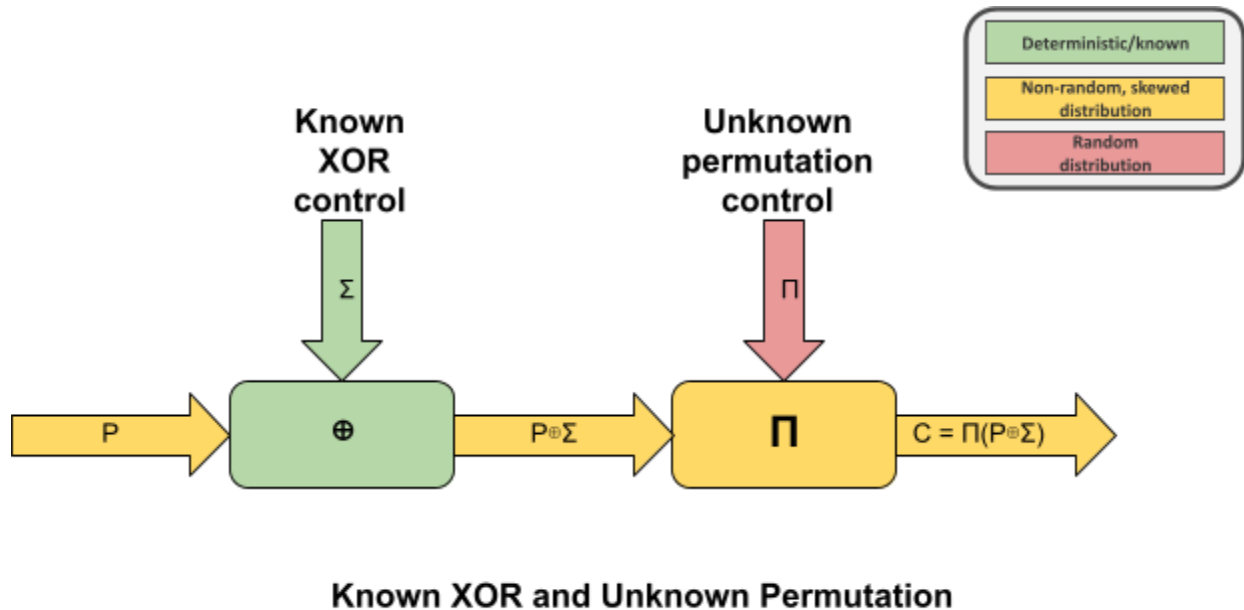 Deterministic/known
Non-random, skewed
distribution
Random
distribution
Known
XOR
control
Unknown
permutation
control
Σ
Π
P
⊕
P⊕Σ
Π
C = Π(P⊕Σ)
Known XOR and Unknown Permutation